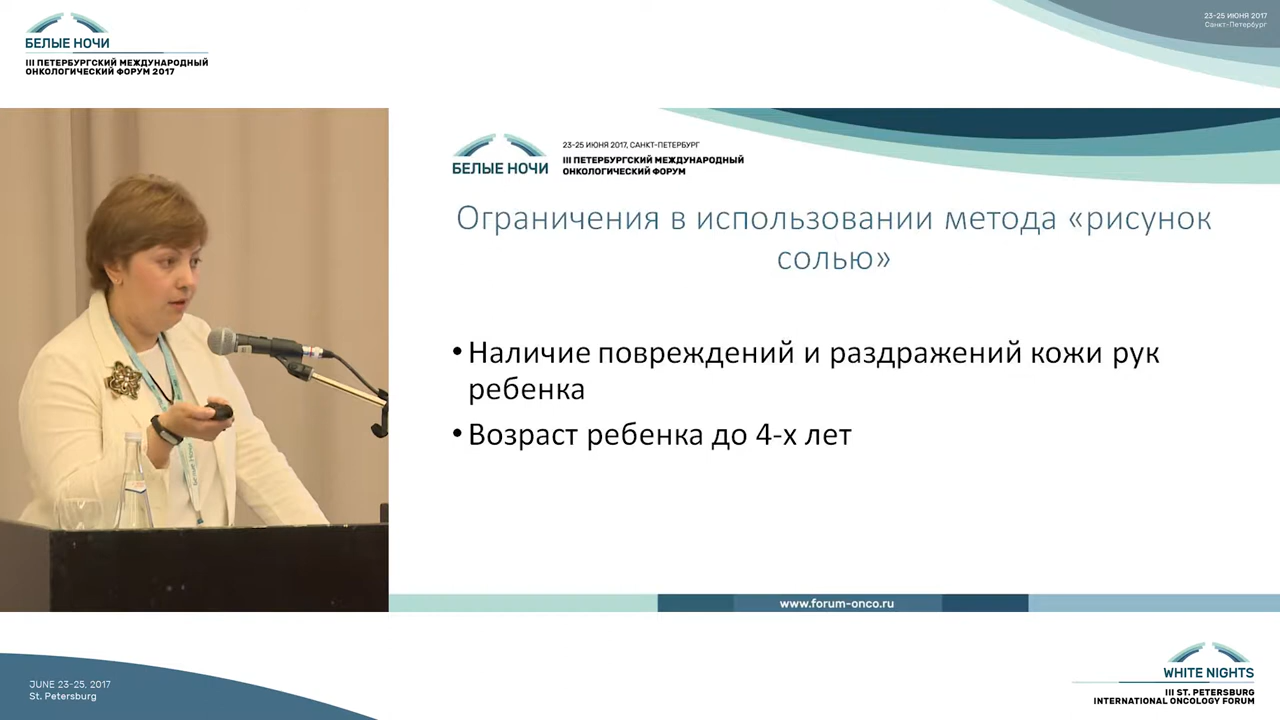 БЕЛЫЕ НОЧИ
III ПЕТЕРБУРГСКИЙ МЕЖДУНАРОДНЫЙ
ОНКОЛОГИЧЕСКИЙ ФОРУМ 2017
23-25 ИЮНЯ 2017
Санкт-Петербург
БЕЛЫЕ НОЧИ
23-25 ИЮНЯ 2017, САНКТ-ПЕТЕРБУРГ
III ПЕТЕРБУРГСКИЙ МЕЖДУНАРОДНЫЙ
ОНКОЛОГИЧЕСКИЙ ФОРУМ
Ограничения в использовании метода «рисунок
солью»
•Наличие повреждений и раздражений кожи рук
ребенка
•Возраст ребенка до 4-х лет
www.forum-onco.ru
JUNE 23-25, 2017
St. Petersburg
WHITE NIGHTS
III ST. PETERSBURG
INTERNATIONAL ONCOLOGY FORUM